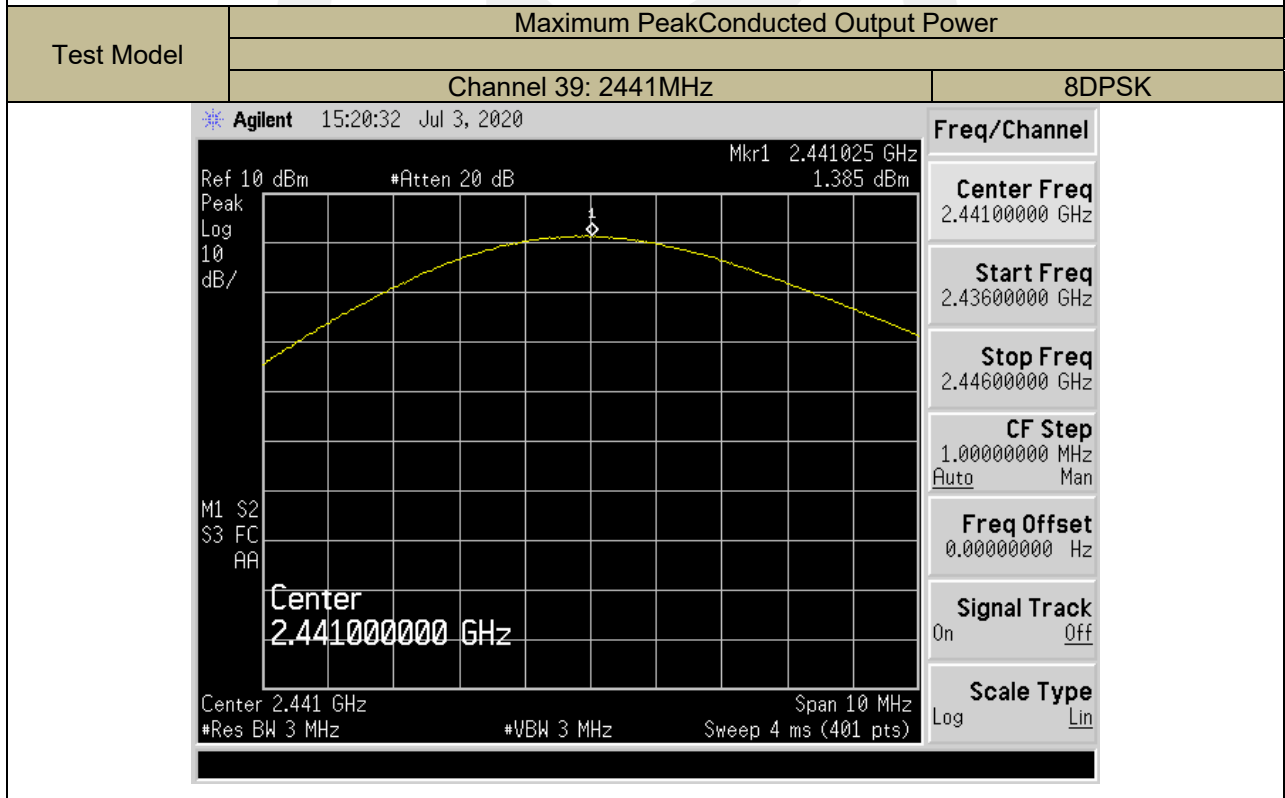 Maximum PeakConducted Output Power
Test Model
Channel 39: 2441MHz 8DPSK
Agilent 15:20:32 Jul 3, 2020
Freq/Channel
Mkr1 2.441025 GHz
Ref 10 dBm #Atten 20 dB 1.385 dBm
Peak
Log
10
dB/
1
Center Freq
2.44100000 GHz
Start Freq
2.43600000 GHz
Stop Freq
2.44600000 GHz
CF Step
1.00000000 MHz
Auto Man
M1 S2
S3 FC
AA
Freq Offset
0.00000000 Hz
Center
2.441000000 GHz
Signal Track
On Off
Scale Type
Log Lin
Center 2.441 GHz Span 10 MHz
#Res BW 3 MHz #VBW 3 MHz Sweep 4 ms (401 pts)